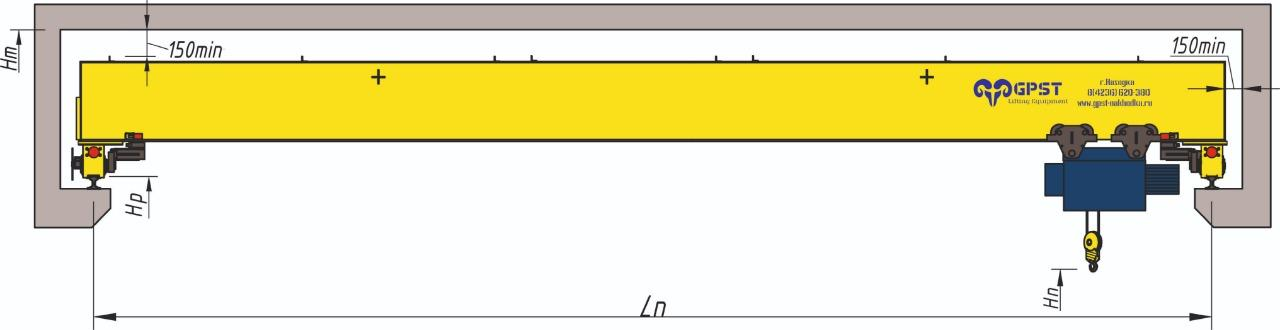 Hm
150min
150min
GPST
Lifting Equipment
г.Находка
8(4236) 620-380
www.gpst-nakhodka.ru
Hp
Hn
Ln